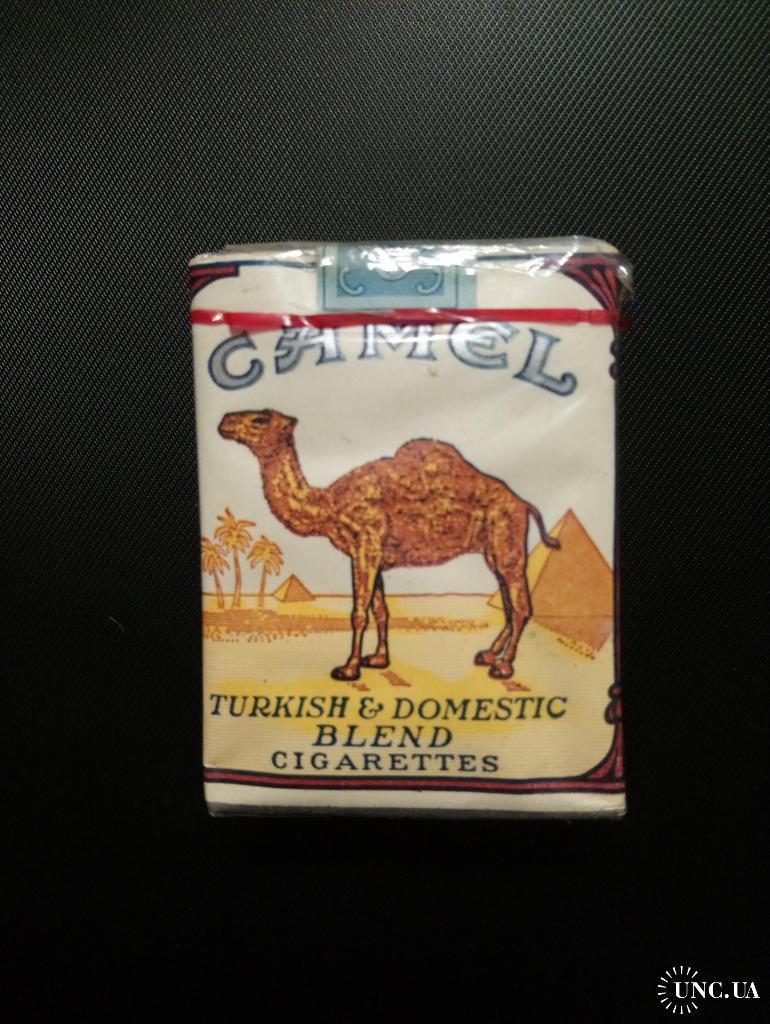 CAMEL
TURKISH & DOMESTIC
BLEND
CIGARETTES
UNC.UA